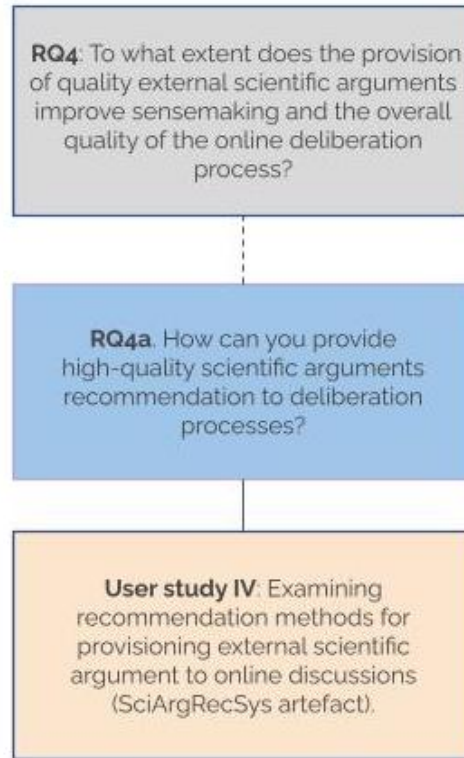 RQ4: To what extent does the provision
of quality external scientific arguments
improve sensemaking and the overall
quality of the online deliberation
process?
RQ4a. How can you provide
high-quality scientific arguments
recommendation to deliberation
processes?
User study IV: Examining
recommendation methods for
provisioning external scientific
argument to online discussions
(SciArgRecSys artefact).